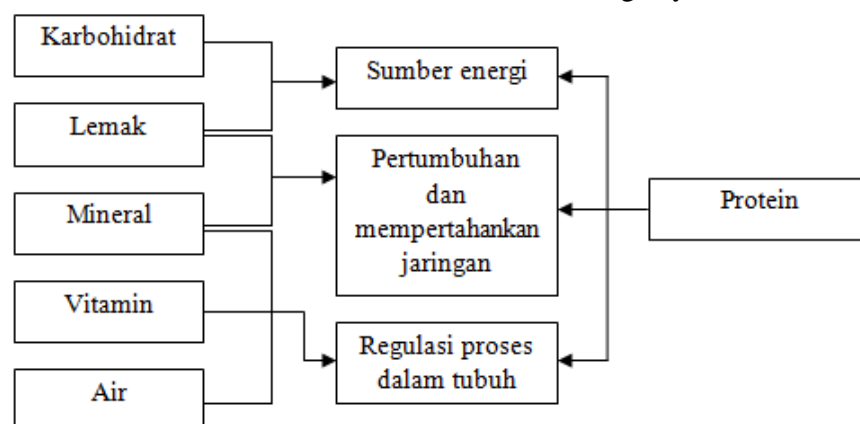 Karbohidrat
Lemak
Mineral
Vitamin
Air
Sumber energi
Pertumbuhan
dan
mempertahankan
jaringan
Regulasi proses
dalam tubuh
Protein